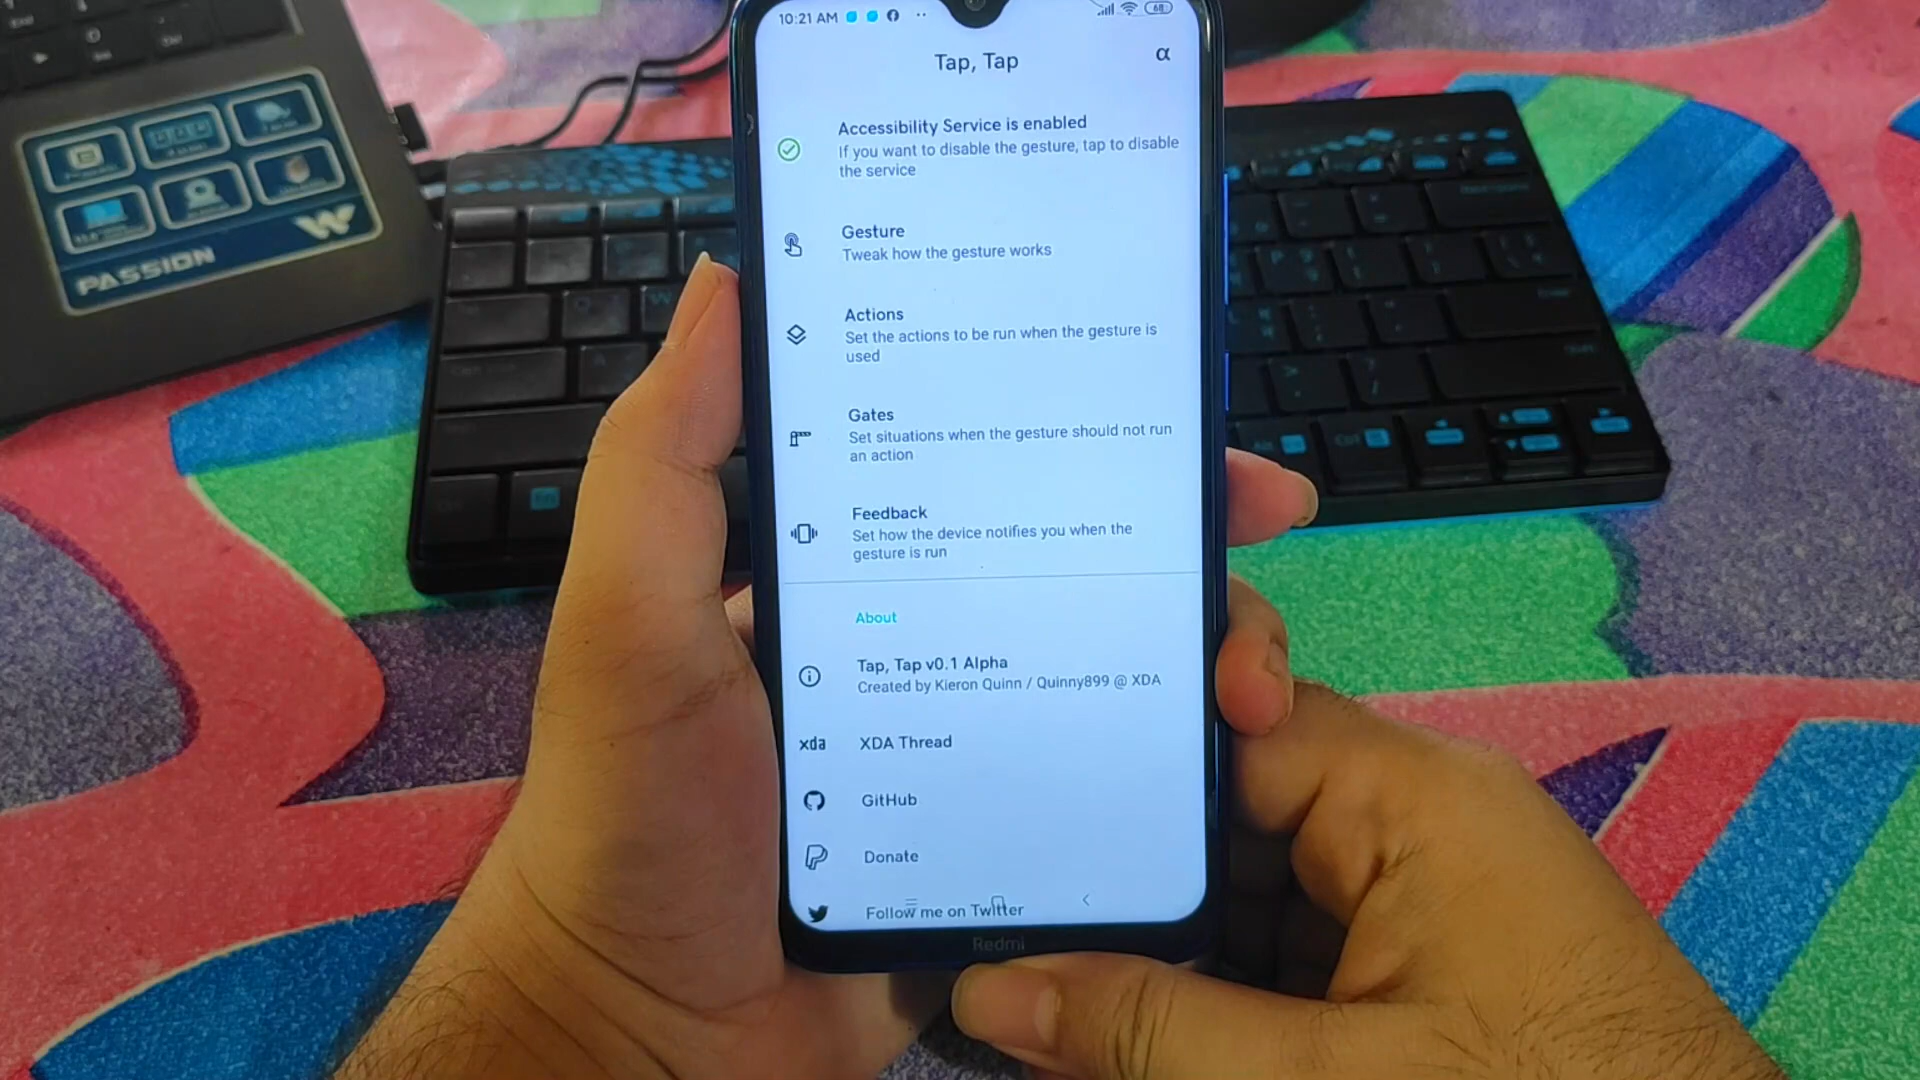 10:21 AM
68
Tap, Tap
α
Accessibility Service is enabled
If you want to disable the gesture, tap to disable
the service
Gesture
Tweak how the gesture works
Actions
Set the actions to be run when the gesture is
used
Gates
Set situations when the gesture should not run
an action
Feedback
Set how the device notifies you when the
gesture is run
About
Tap, Tap v0.1 Alpha
Created by Kieron Quinn / Quinny899 @ XDA
xda
XDA Thread
GitHub
Donate
Follow me on Twitter
Redmi
W
PASSION